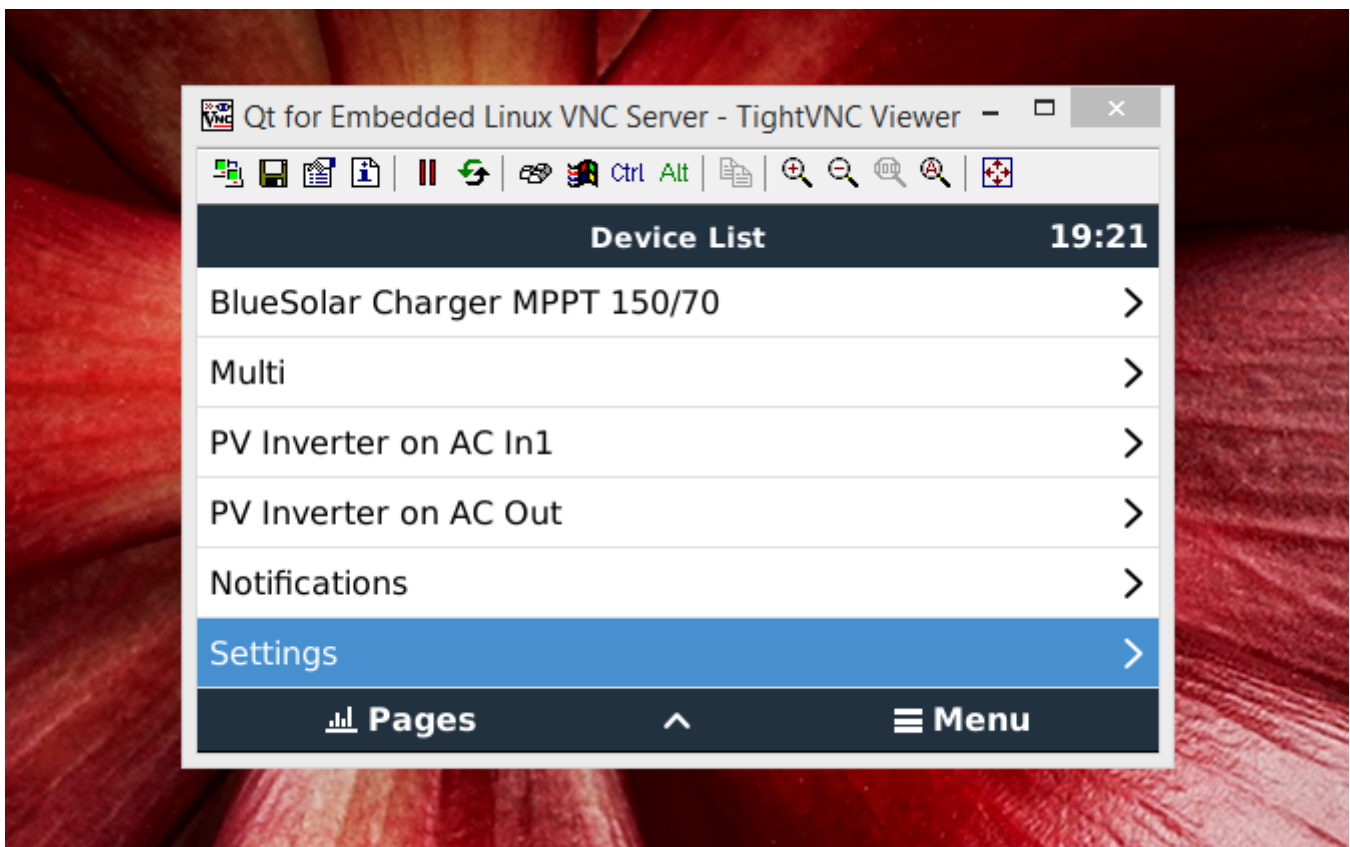 Qt for Embedded Linux VNC Server - TightVNC Viewer
Ctrl Alt
Device List 19:21
BlueSolar Charger MPPT 150/70
Multi
PV Inverter on AC In1
PV Inverter on AC Out
Notifications
Settings
Pages Menu